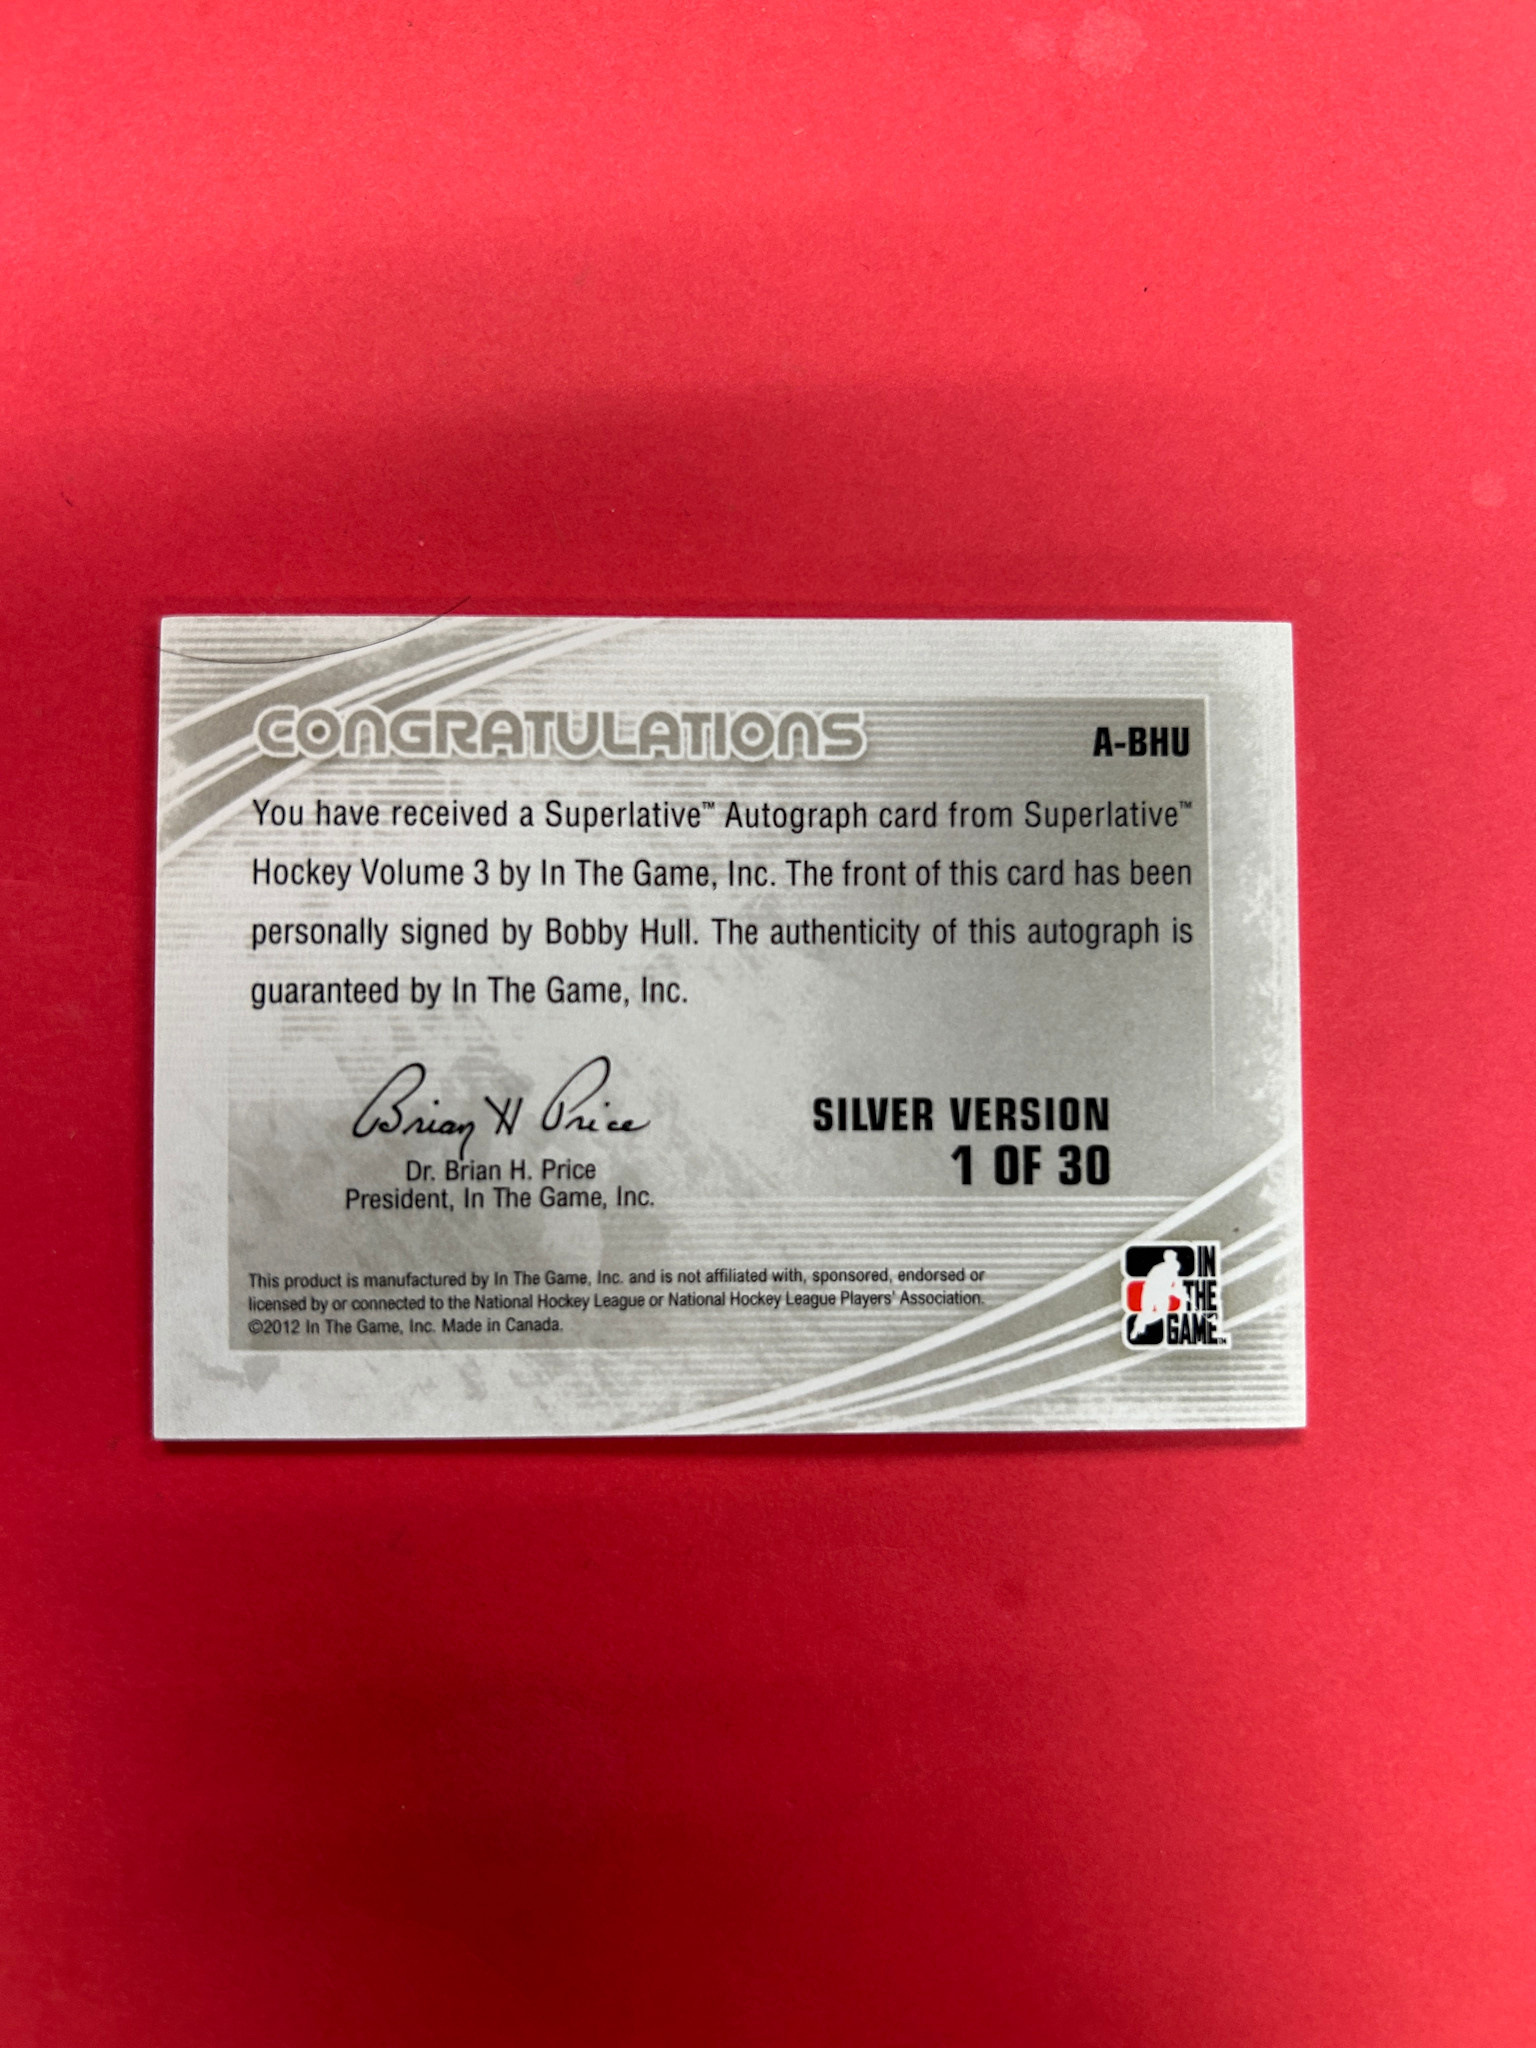 CONGRATULATIONS
A-BHU
You have received a Superlative™ Autograph card from Superlative™
Hockey Volume 3 by In The Game, Inc. The front of this card has been
personally signed by Bobby Hull. The authenticity of this autograph is
guaranteed by In The Game, Inc.
Brian H Price
Dr. Brian H. Price
President, In The Game, Inc.
SILVER VERSION
1 OF 30
This product is manufactured by In The Game, Inc. and is not affiliated with, sponsored, endorsed or
licensed by or connected to the National Hockey League or National Hockey League Players' Association.
©2012 In The Game, Inc. Made in Canada.
IN
THE
GAME™